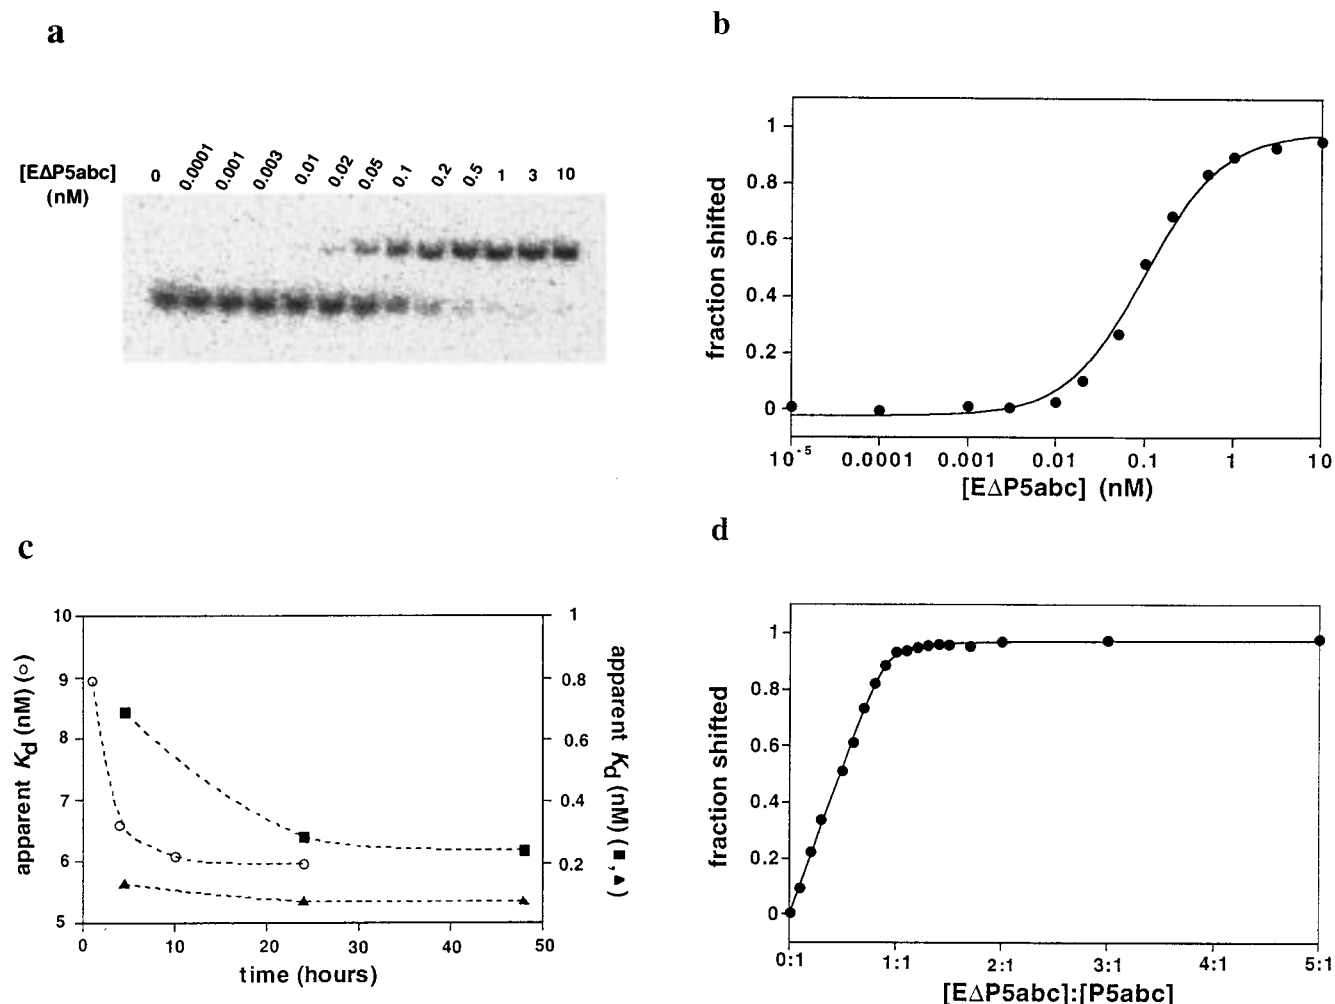 a
[EΔP5abc]
(nM)
0 0.0001 0.001 0.003 0.01 0.02 0.05 0.1 0.2 0.5 1 3 10
b
fraction shifted
1
0.8
0.6
0.4
0.2
0
10-5 0.0001 0.001 0.01 0.1 1 10
[EΔP5abc] (nM)
c
apparent Kd (nM) (○)
10
9
8
7
6
5
0 10 20 30 40 50
time (hours)
1
0.8
0.6
0.4
0.2
apparent Kd (nM) (■,▲)
d
fraction shifted
1
0.8
0.6
0.4
0.2
0
0:1 1:1 2:1 3:1 4:1 5:1
[EΔP5abc]:[P5abc]